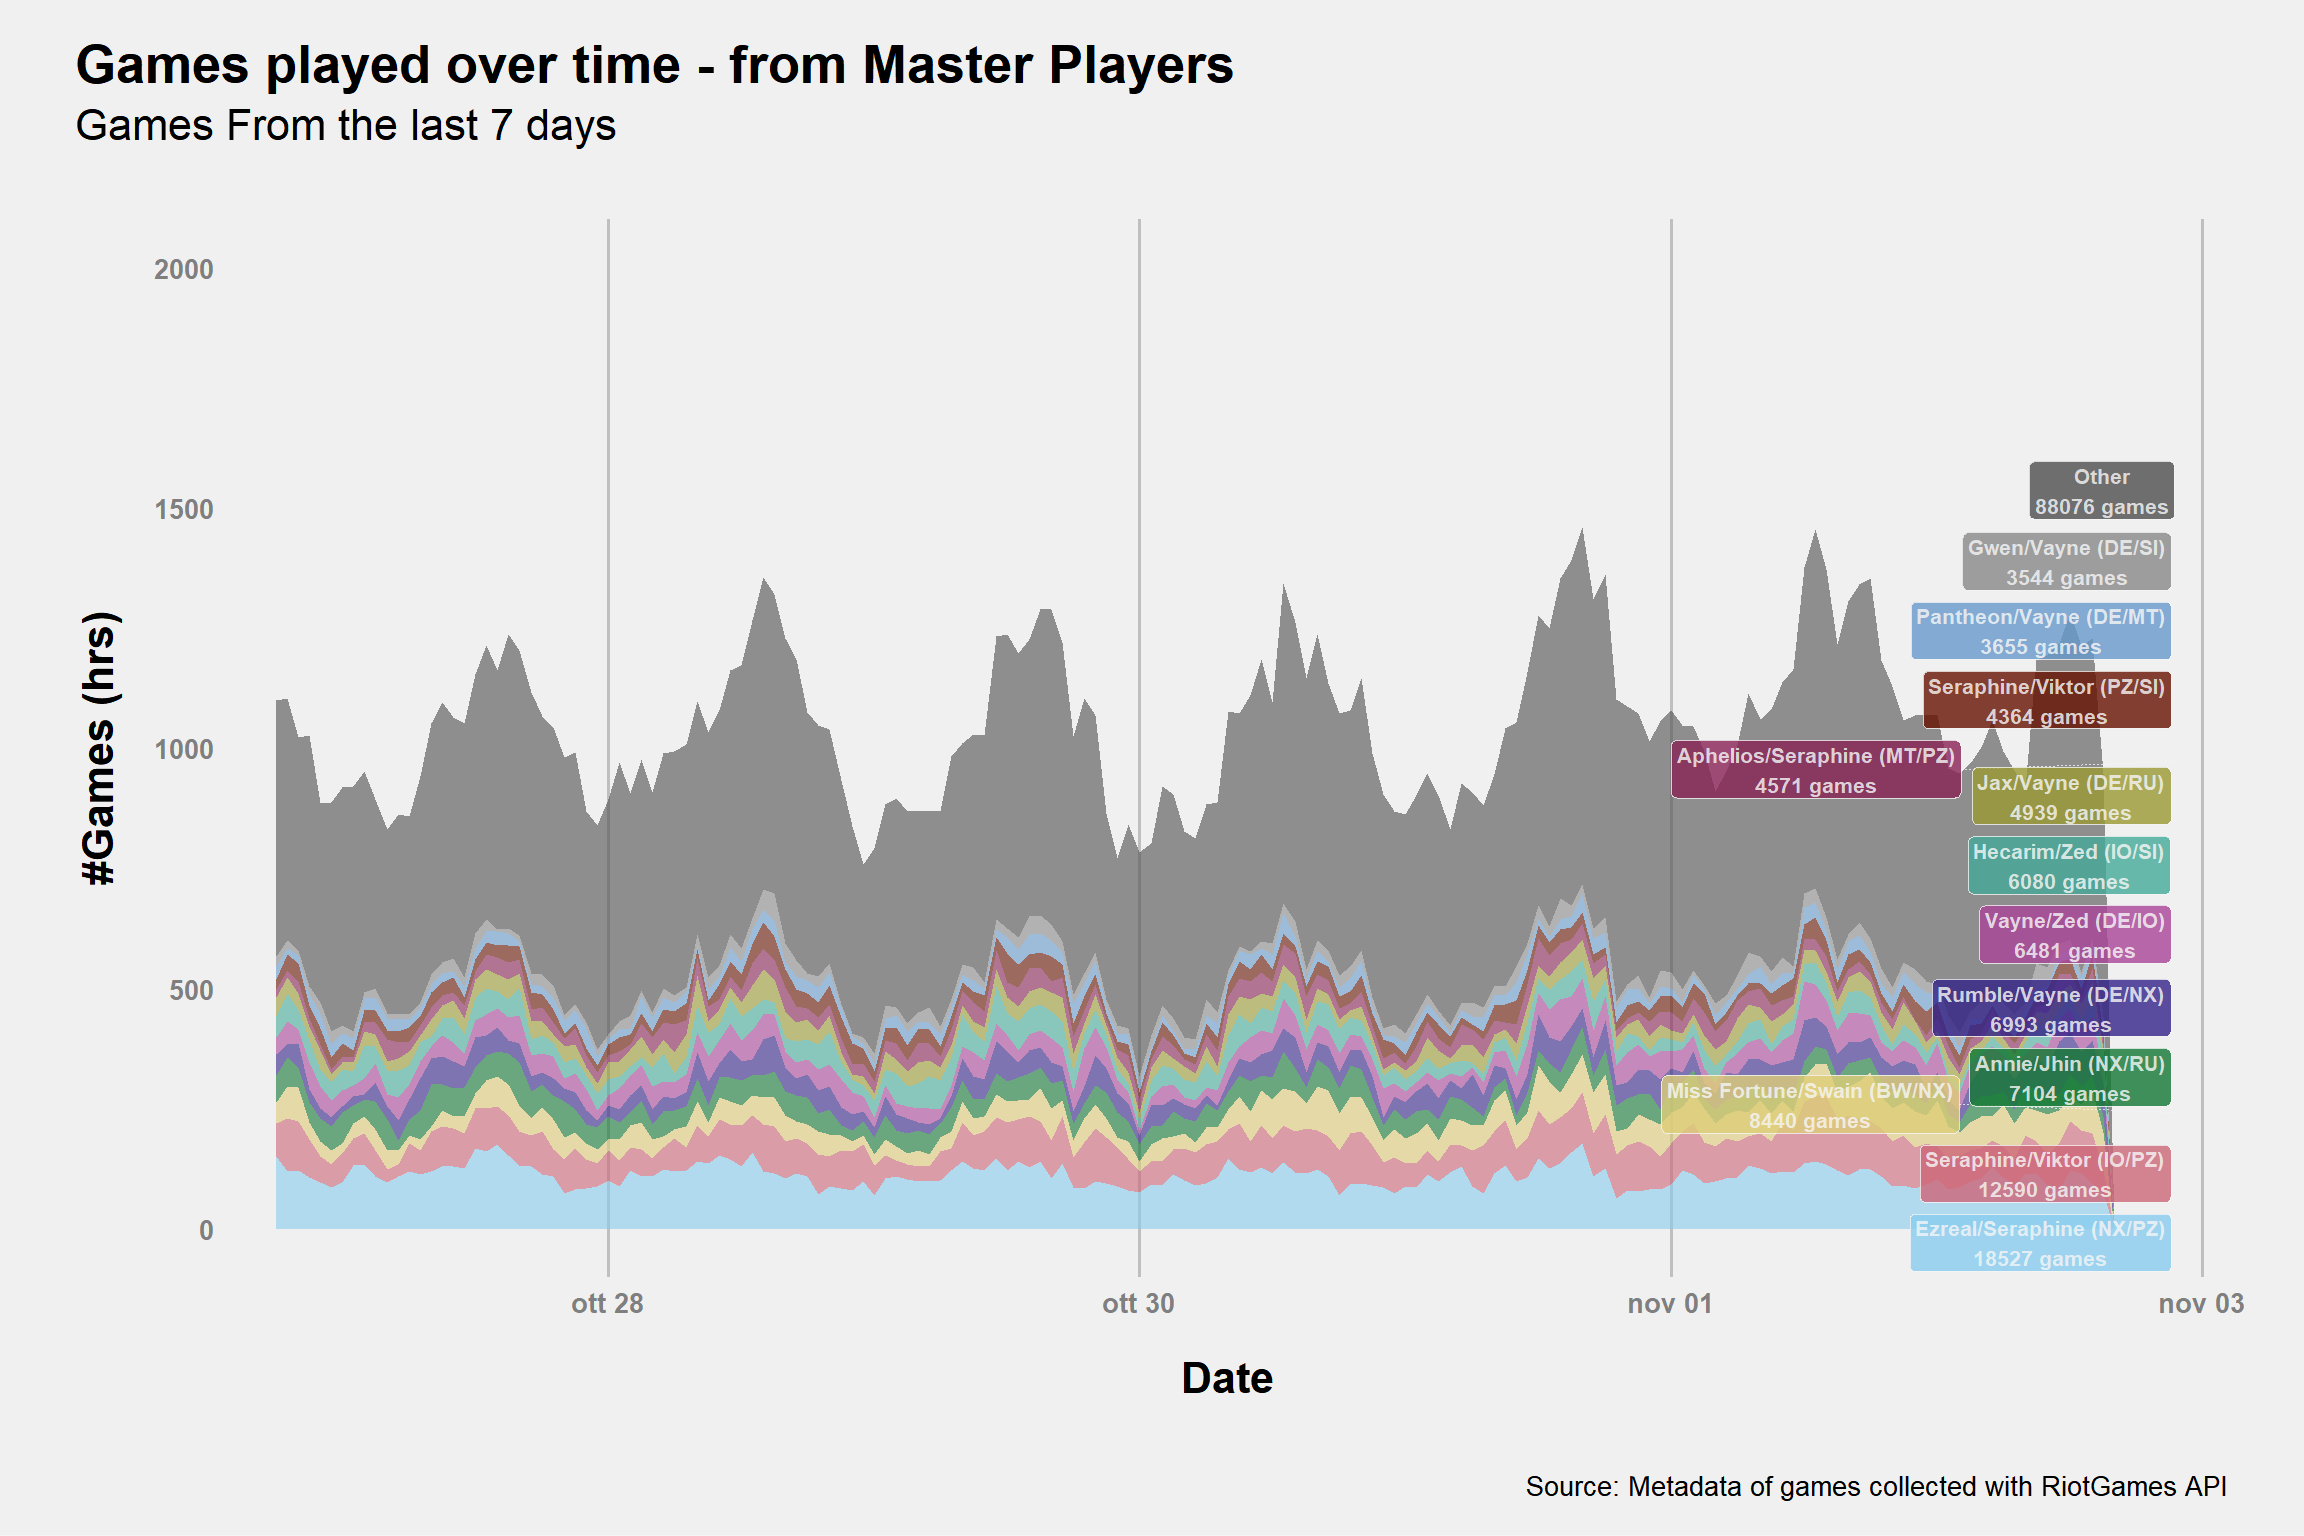 Games played over time - from Master Players
Games From the last 7 days
#Games (hrs)
2000
1500
1000
500
0
Other
88076 games
Gwen/Vayne (DE/SI)
3544 games
Pantheon/Vayne (DE/MT)
3655 games
Seraphine/Viktor (PZ/SI)
4364 games
Aphelios/Seraphine (MT/PZ)
4571 games
Jax/Vayne (DE/RU)
4939 games
Hecarim/Zed (IO/SI)
6080 games
Vayne/Zed (DE/IO)
6481 games
Rumble/Vayne (DE/NX)
6993 games
Annie/Jhin (NX/RU)
7104 games
Miss Fortune/Swain (BW/NX)
8440 games
Seraphine/Viktor (IO/PZ)
12590 games
Ezreal/Seraphine (NX/PZ)
18527 games
ott 28
ott 30
nov 01
nov 03
Date
Source: Metadata of games collected with RiotGames API